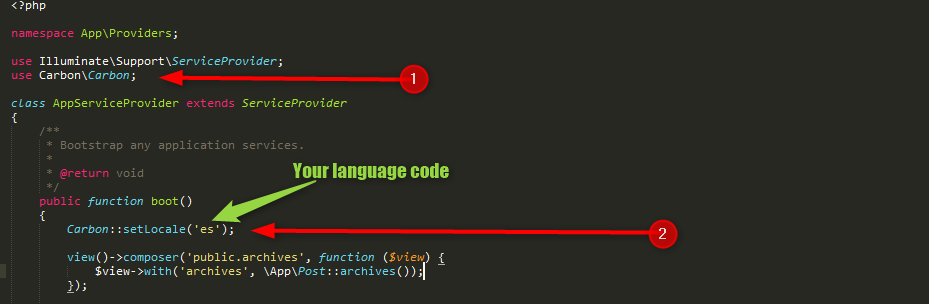 <?php
namespace App\Providers;
use Illuminate\Support\ServiceProvider;
use Carbon\Carbon;
1
class AppServiceProvider extends ServiceProvider
{
/**
* Bootstrap any application services.
*
Your language code
* @return void
*/
public function boot()
{
Carbon::setLocale('es');
2
view()->composer('public.archives', function ($view) {
$view->with('archives', \App\Post::archives());
});